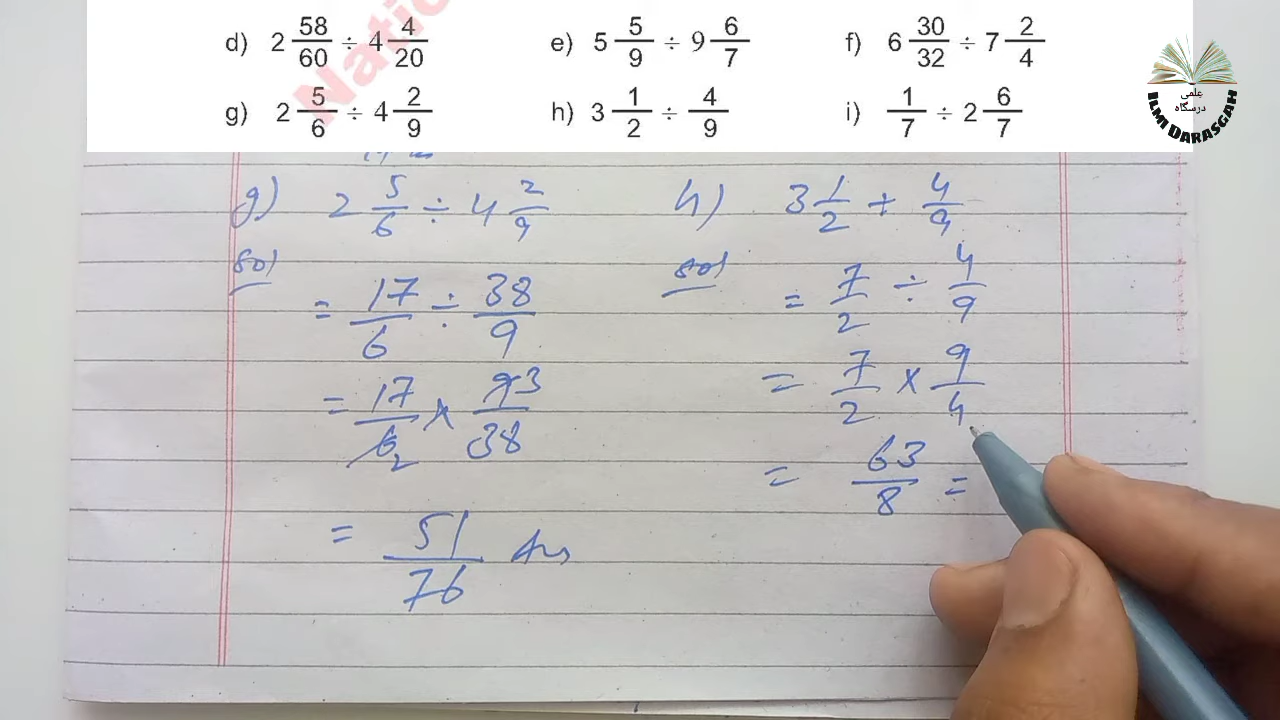 d) 2 58/60 ÷ 4 4/20 e) 5 5/9 ÷ 9 6/7 f) 6 30/32 ÷ 7 2/4
g) 2 5/6 ÷ 4 2/9 h) 3 1/2 ÷ 4/9 i) 1/7 ÷ 2 6/7
Natio
علمی
درسگاہ
ILMI DARASGAH
g) 2 5/6 ÷ 4 2/9
sol
= 17/6 ÷ 38/9
= 17/6 2 × 9 3/38
= 51/76 Ans
h) 3 1/2 ÷ 4/9
sol
= 7/2 ÷ 4/9
= 7/2 × 9/4
= 63/8 =